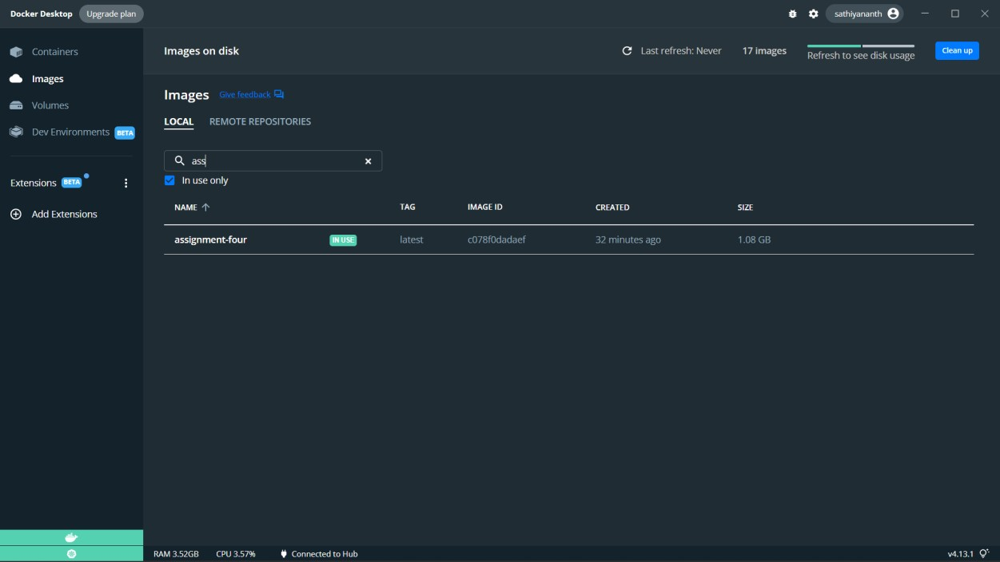 Docker Desktop Upgrade plan sathiyananth
Containers
Images
Volumes
Dev Environments BETA
Extensions BETA
Add Extensions
Images on disk Last refresh: Never 17 images Refresh to see disk usage Clean up
Images Give feedback
LOCAL REMOTE REPOSITORIES
ass
In use only
NAME TAG IMAGE ID CREATED SIZE
assignment-four IN USE latest c078f0dadaef 32 minutes ago 1.08 GB
RAM 3.52GB CPU 3.57% Connected to Hub v4.13.1